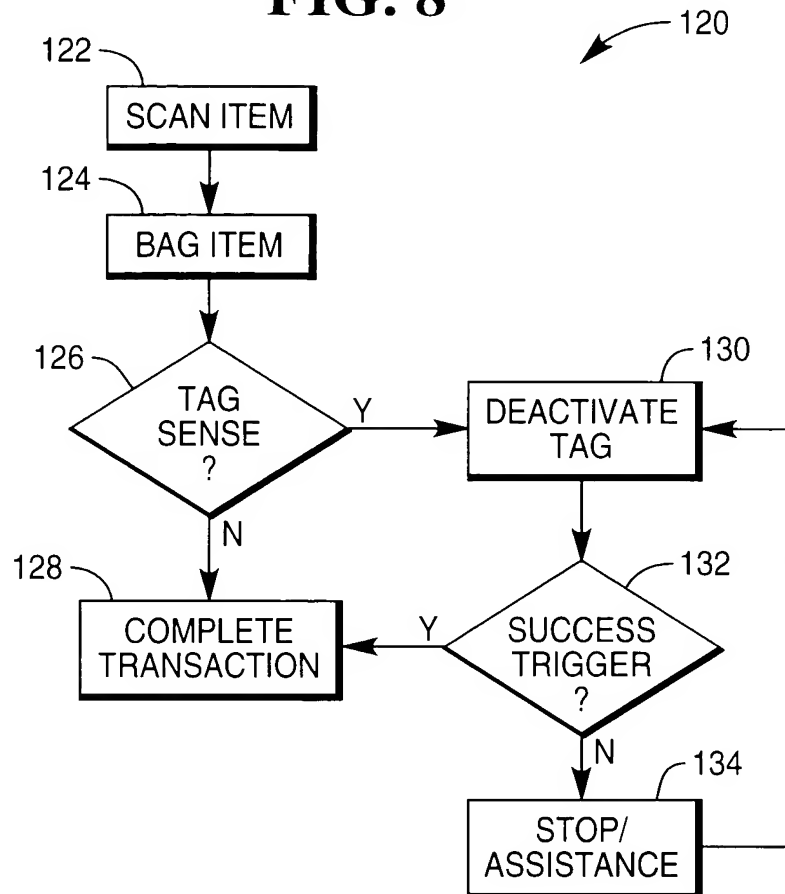 FIG. 8
120
122
SCAN ITEM
124
BAG ITEM
126
TAG
SENSE
?
Y
N
130
DEACTIVATE
TAG
128
COMPLETE
TRANSACTION
132
SUCCESS
TRIGGER
?
Y
N
134
STOP/
ASSISTANCE